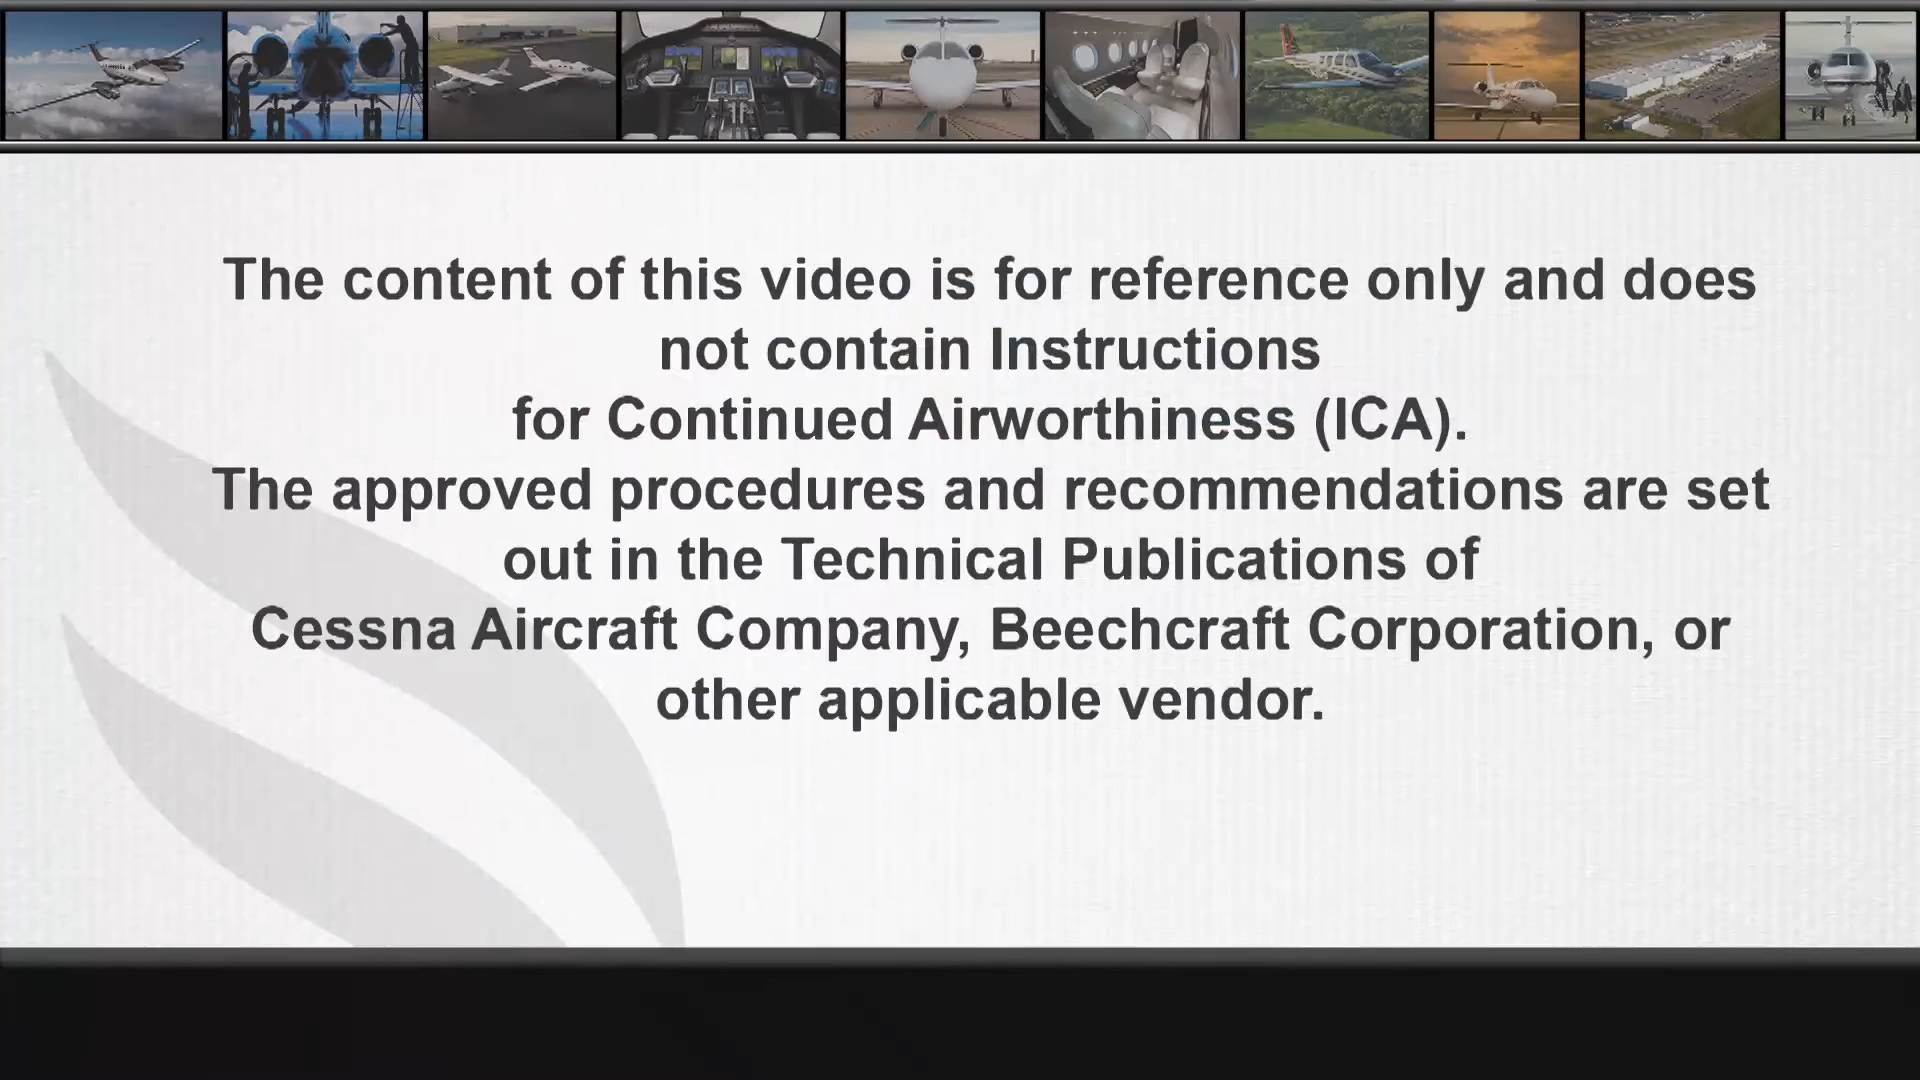 The content of this video is for reference only and does
not contain Instructions
for Continued Airworthiness (ICA).
The approved procedures and recommendations are set
out in the Technical Publications of
Cessna Aircraft Company, Beechcraft Corporation, or
other applicable vendor.